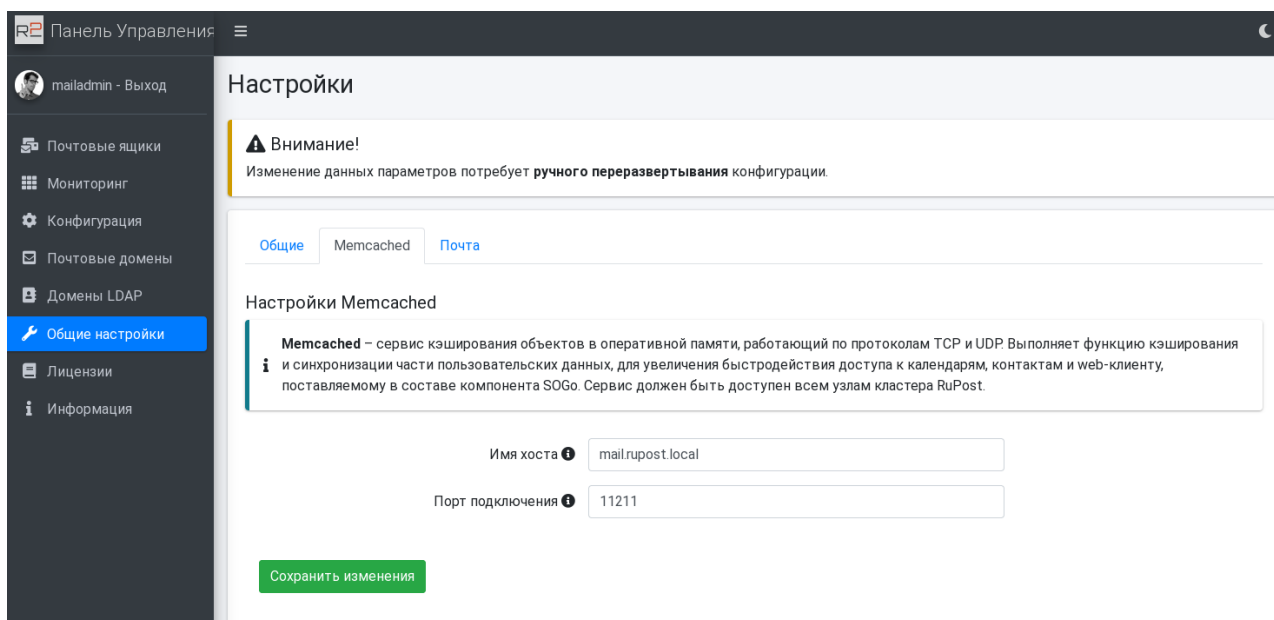 R2 Панель Управления
mailadmin - Выход
Почтовые ящики
Мониторинг
Конфигурация
Почтовые домены
Домены LDAP
Общие настройки
Лицензии
Информация
Настройки
Внимание!
Изменение данных параметров потребует ручного переразвертывания конфигурации.
Общие Memcached Почта
Настройки Memcached
Memcached – сервис кэширования объектов в оперативной памяти, работающий по протоколам TCP и UDP. Выполняет функцию кэширования
и синхронизации части пользовательских данных, для увеличения быстродействия доступа к календарям, контактам и web-клиенту,
поставляемому в составе компонента SOGo. Сервис должен быть доступен всем узлам кластера RuPost.
Имя хоста mail.rupost.local
Порт подключения 11211
Сохранить изменения